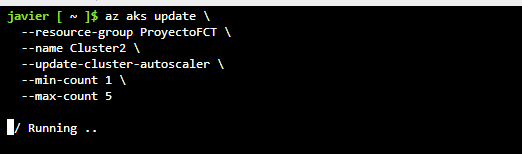 javier [ ~ ]$ az aks update \
--resource-group ProyectoFCT \
--name Cluster2 \
--update-cluster-autoscaler \
--min-count 1 \
--max-count 5
/ Running ..